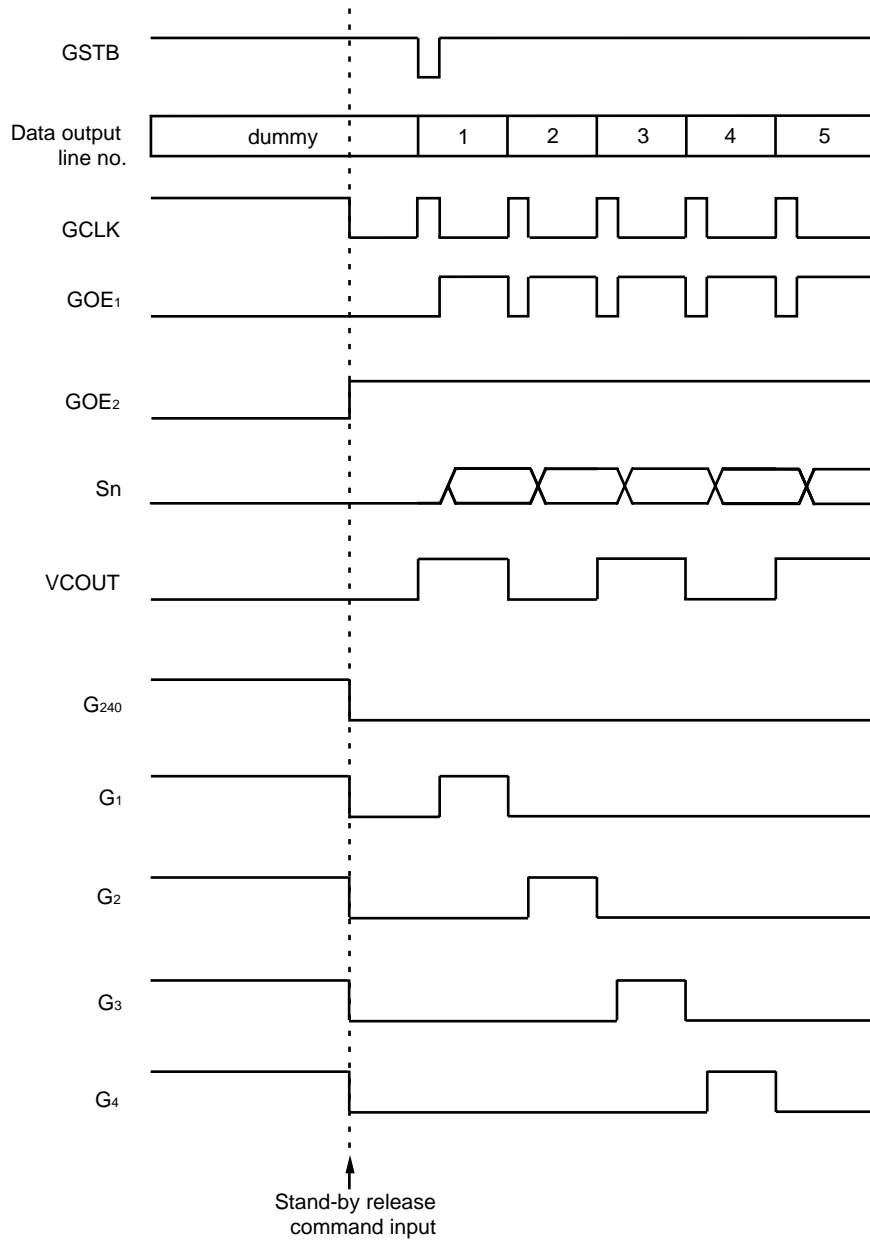 GSTB
Data output
line no.
dummy 1 2 3 4 5
GCLK
GOE1
GOE2
Sn
VCOUT
G240
G1
G2
G3
G4
Stand-by release
command input